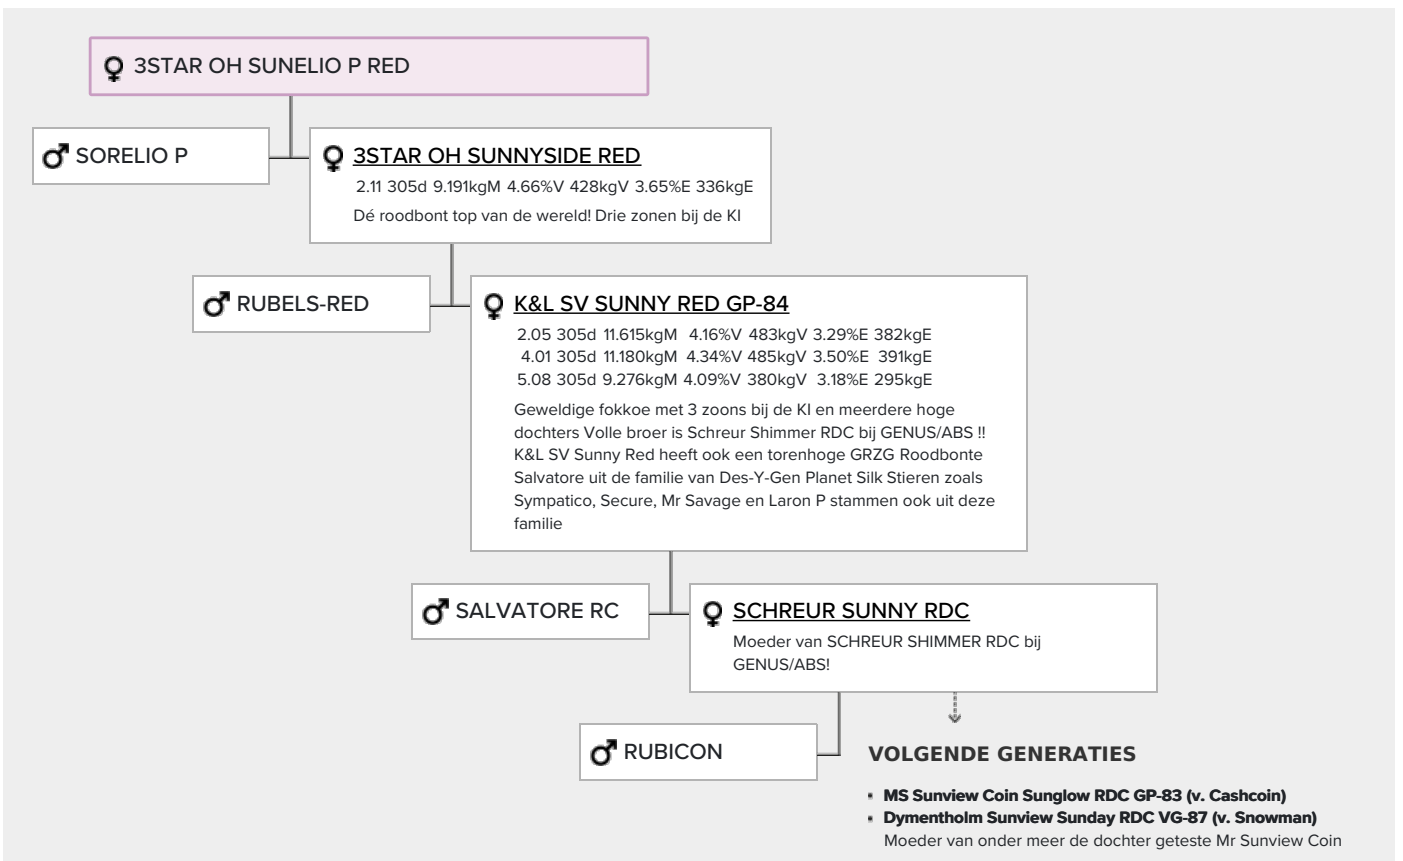 3STAR OH SUNELIO P RED
SORELIO P
3STAR OH SUNNYSIDE RED
2.11 305d 9.191kgM 4.66%V 428kgV 3.65%E 336kgE
Dé roodbont top van de wereld! Drie zonen bij de KI
RUBELS-RED
K&L SV SUNNY RED GP-84
2.05 305d 11.615kgM 4.16%V 483kgV 3.29%E 382kgE
4.01 305d 11.180kgM 4.34%V 485kgV 3.50%E 391kgE
5.08 305d 9.276kgM 4.09%V 380kgV 3.18%E 295kgE
Geweldige fokkoe met 3 zoons bij de KI en meerdere hoge
dochters Volle broer is Schreur Shimmer RDC bij GENUS/ABS !!
K&L SV Sunny Red heeft ook een torenhoge GRZG Roodbonte
Salvatore uit de familie van Des-Y-Gen Planet Silk Stieren zoals
Sympatico, Secure, Mr Savage en Laron P stammen ook uit deze
familie
SALVATORE RC
SCHREUR SUNNY RDC
Moeder van SCHREUR SHIMMER RDC bij
GENUS/ABS!
RUBICON
VOLGENDE GENERATIES
MS Sunview Coin Sunglow RDC GP-83 (v. Cashcoin)
Dymentholm Sunview Sunday RDC VG-87 (v. Snowman)
Moeder van onder meer de dochter geteste Mr Sunview Coin